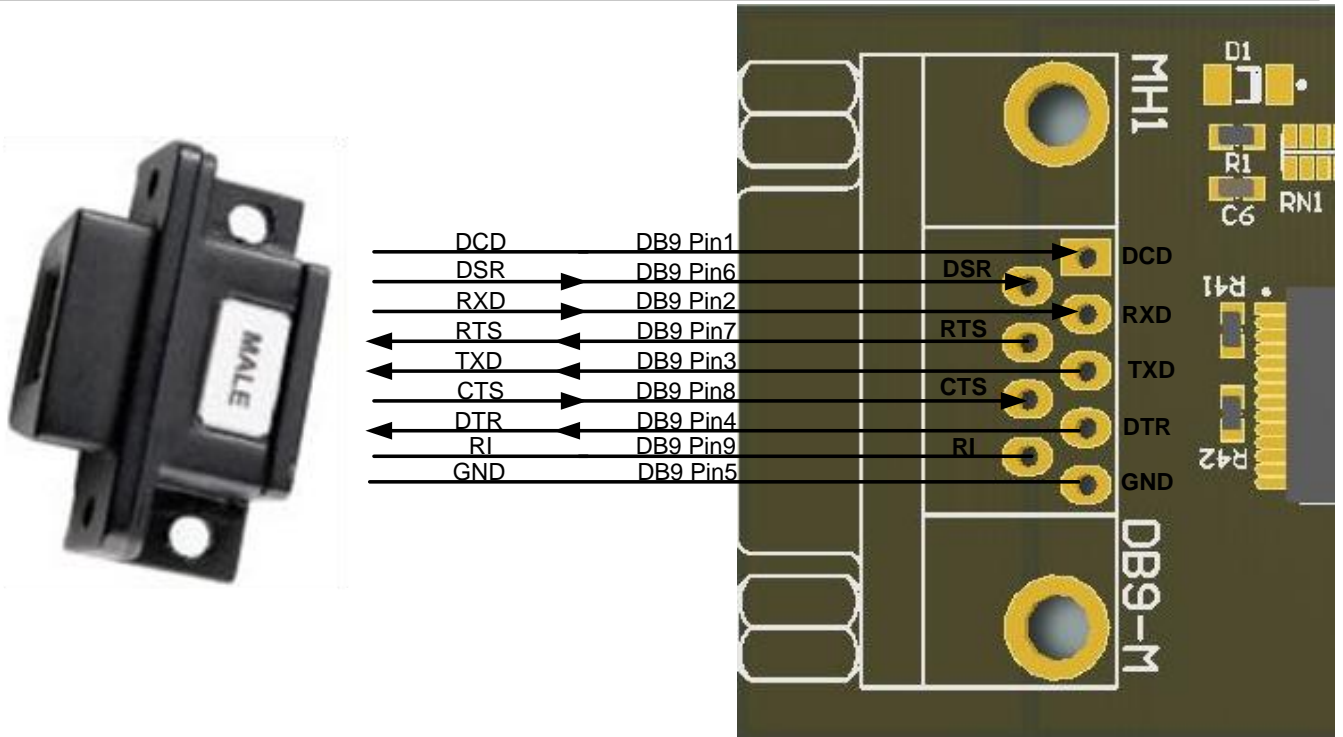 MALE
DCD DB9 Pin1
DSR DB9 Pin6
RXD DB9 Pin2
RTS DB9 Pin7
TXD DB9 Pin3
CTS DB9 Pin8
DTR DB9 Pin4
RI DB9 Pin9
GND DB9 Pin5
DCD
DSR
RXD
RTS
TXD
CTS
DTR
RI
GND
MH1
DB9-M
D1
R1
C6
RN1
R41
R42